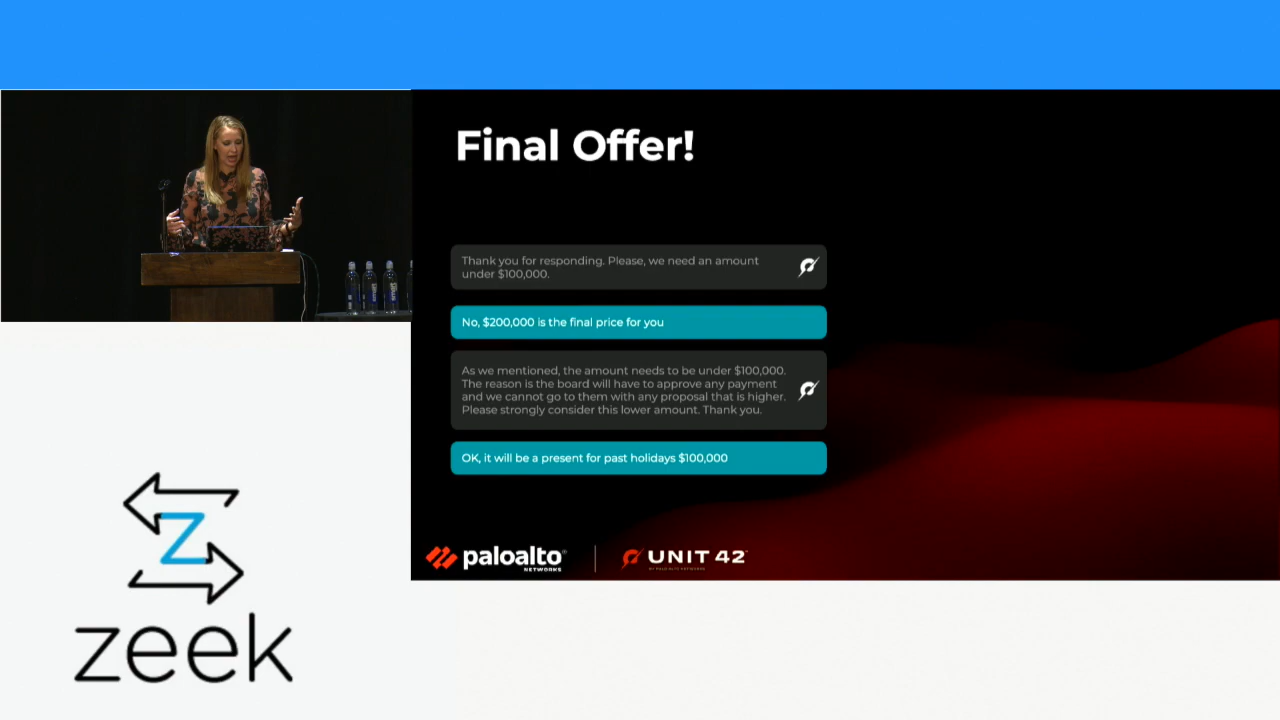 Final Offer!
Thank you for responding. Please, we need an amount
under $100,000.
No, $200,000 is the final price for you
As we mentioned, the amount needs to be under $100,000.
The reason is the board will have to approve any payment
and we cannot go to them with any proposal that is higher.
Please strongly consider this lower amount. Thank you.
OK, it will be a present for past holidays $100,000
paloalto
NETWORKS
UNIT 42
BY PALO ALTO NETWORKS
Z
zeek